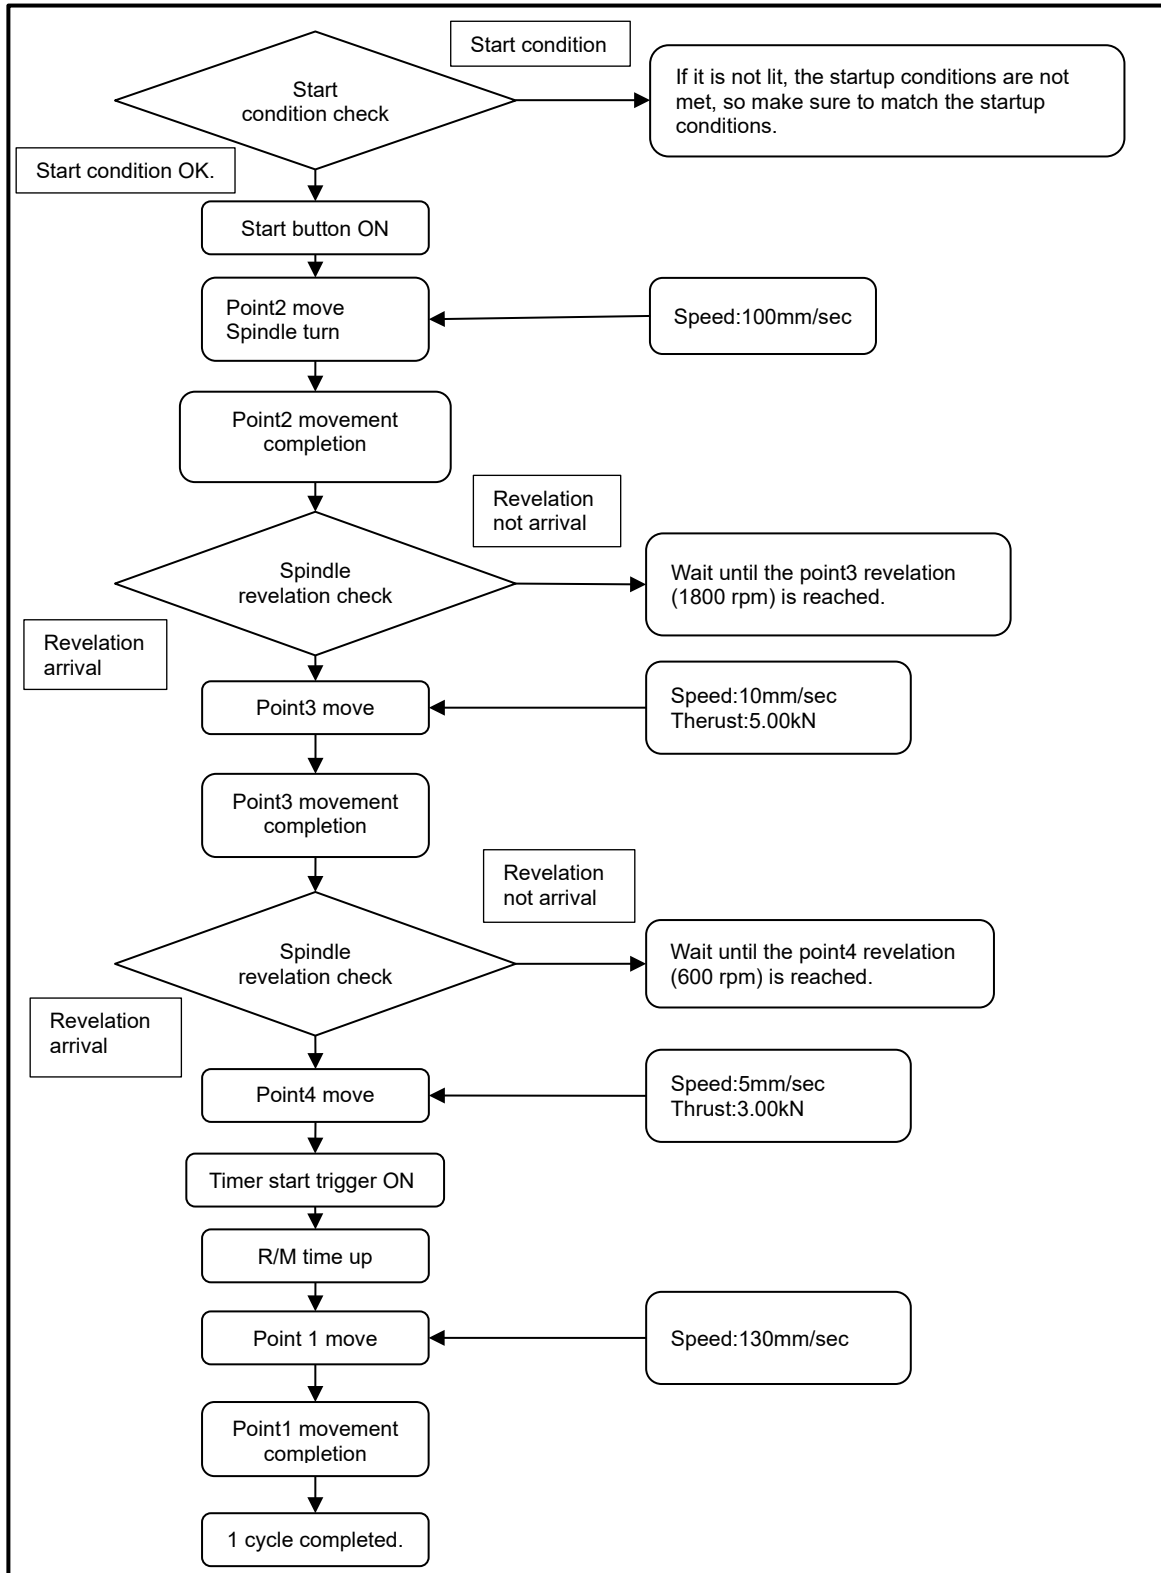 Start condition
Start
condition check
If it is not lit, the startup conditions are not
met, so make sure to match the startup
conditions.
Start condition OK.
Start button ON
Point2 move
Spindle turn
Speed:100mm/sec
Point2 movement
completion
Revelation
not arrival
Spindle
revelation check
Wait until the point3 revelation
(1800 rpm) is reached.
Revelation
arrival
Point3 move
Speed:10mm/sec
Therust:5.00kN
Point3 movement
completion
Revelation
not arrival
Spindle
revelation check
Wait until the point4 revelation
(600 rpm) is reached.
Revelation
arrival
Point4 move
Speed:5mm/sec
Thrust:3.00kN
Timer start trigger ON
R/M time up
Point 1 move
Speed:130mm/sec
Point1 movement
completion
1 cycle completed.